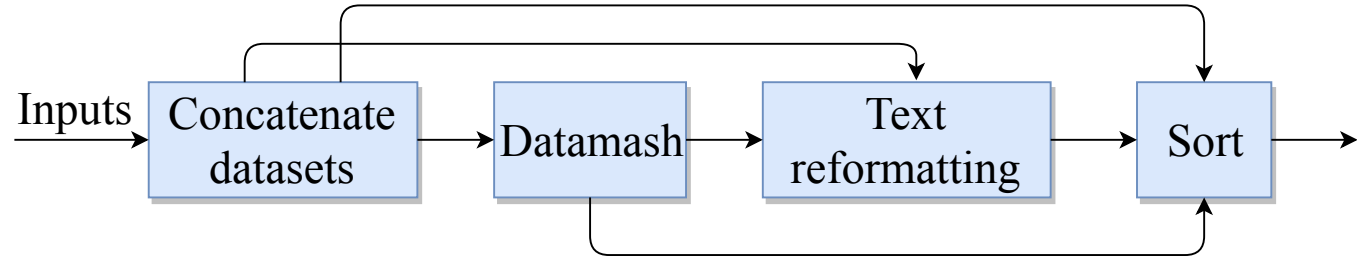 Inputs
Concatenate
datasets
Datamash
Text
reformatting
Sort